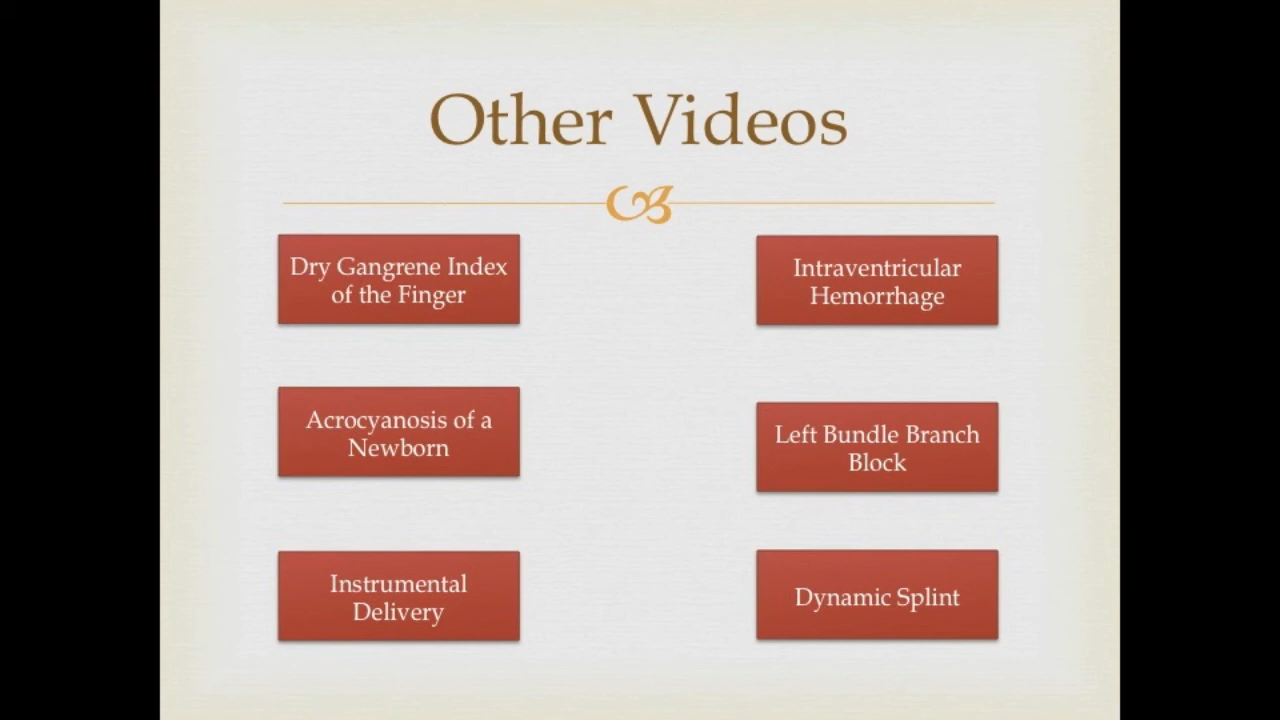 Other Videos
Dry Gangrene Index
of the Finger
Intraventricular
Hemorrhage
Acrocyanosis of a
Newborn
Left Bundle Branch
Block
Instrumental
Delivery
Dynamic Splint